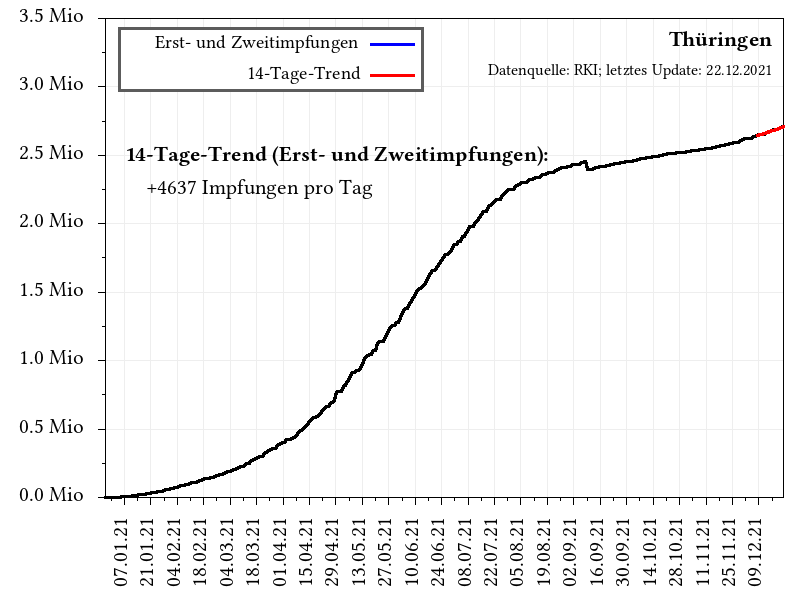 3.5 Mio
3.0 Mio
2.5 Mio
2.0 Mio
1.5 Mio
1.0 Mio
0.5 Mio
0.0 Mio
Erst- und Zweitimpfungen
14-Tage-Trend
Thüringen
Datenquelle: RKI; letztes Update: 22.12.2021
14-Tage-Trend (Erst- und Zweitimpfungen):
+4637 Impfungen pro Tag
07.01.21
21.01.21
04.02.21
18.02.21
04.03.21
18.03.21
01.04.21
15.04.21
29.04.21
13.05.21
27.05.21
10.06.21
24.06.21
08.07.21
22.07.21
05.08.21
19.08.21
02.09.21
16.09.21
30.09.21
14.10.21
28.10.21
11.11.21
25.11.21
09.12.21